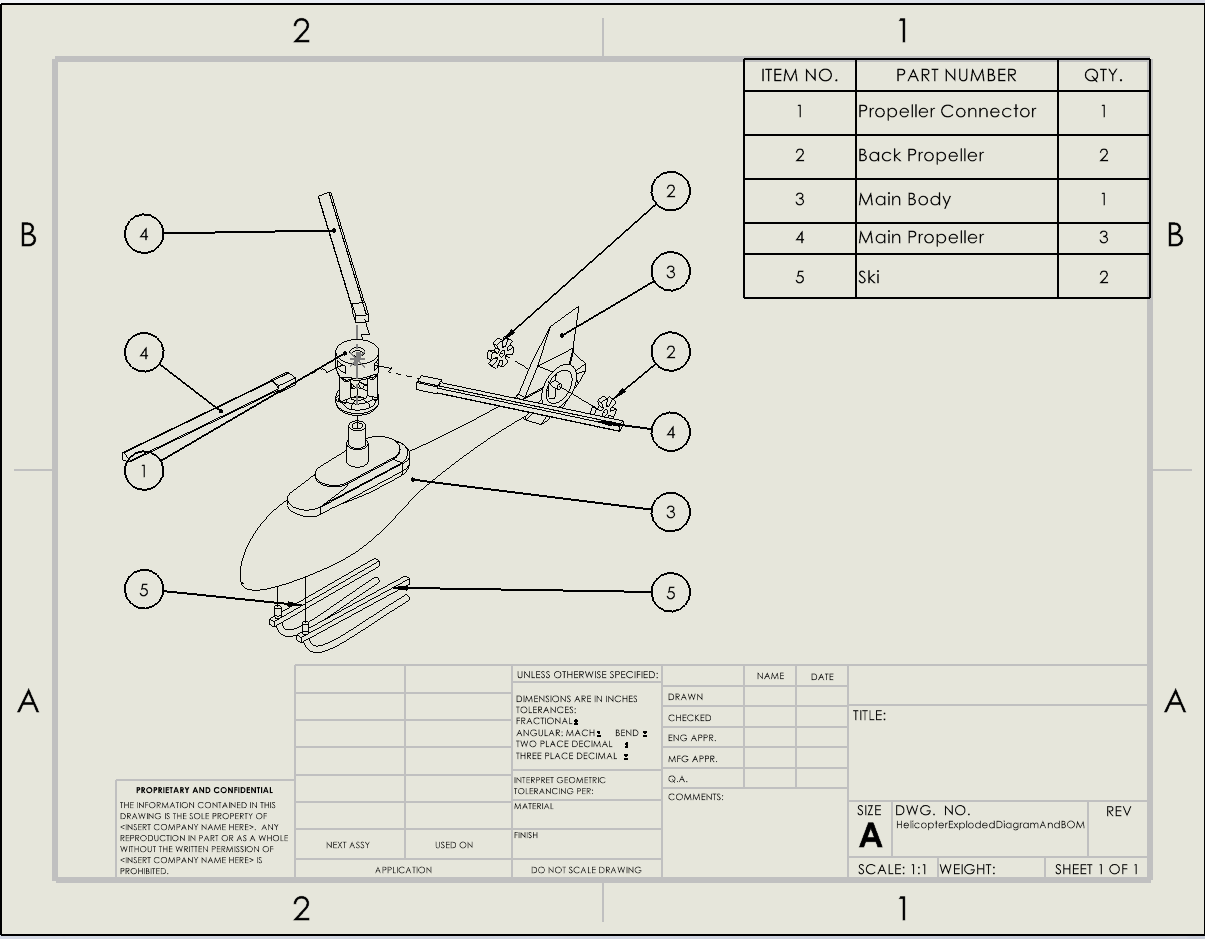 2
1
ITEM NO. PART NUMBER QTY.
1 Propeller Connector 1
2 Back Propeller 2
3 Main Body 1
4 Main Propeller 3
5 Ski 2
B
B
2
4
3
4
2
4
1
3
5
5
A
A
UNLESS OTHERWISE SPECIFIED:
DIMENSIONS ARE IN INCHES
TOLERANCES:
FRACTIONAL±
ANGULAR: MACH± BEND ±
TWO PLACE DECIMAL ±
THREE PLACE DECIMAL ±
INTERPRET GEOMETRIC
TOLERANCING PER:
MATERIAL
FINISH
DO NOT SCALE DRAWING
NAME DATE
DRAWN
CHECKED
ENG APPR.
MFG APPR.
Q.A.
COMMENTS:
PROPRIETARY AND CONFIDENTIAL
THE INFORMATION CONTAINED IN THIS
DRAWING IS THE SOLE PROPERTY OF
<INSERT COMPANY NAME HERE>. ANY
REPRODUCTION IN PART OR AS A WHOLE
WITHOUT THE WRITTEN PERMISSION OF
<INSERT COMPANY NAME HERE> IS
PROHIBITED.
NEXT ASSY USED ON
APPLICATION
TITLE:
SIZE DWG. NO. REV
A HelicopterExplodedDiagramAndBOM
SCALE: 1:1 WEIGHT: SHEET 1 OF 1
2
1